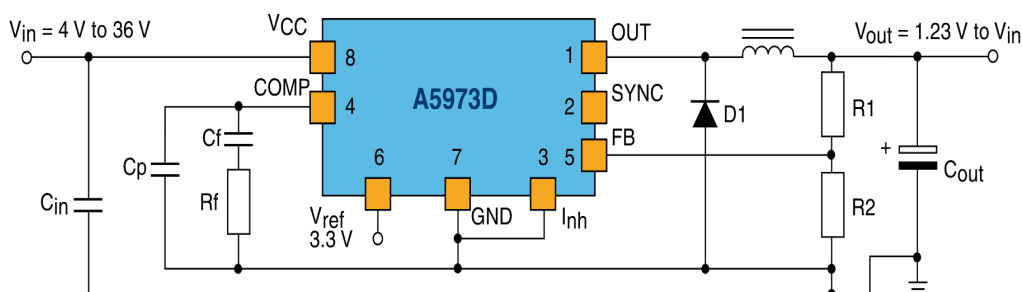 Vin = 4 V to 36 V
VCC
8
COMP
4
A5973D
1
OUT
2
SYNC
FB
5
6
7
3
Vref
3.3 V
GND
Inh
Cin
Cp
Cf
Rf
D1
Vout = 1.23 V to Vin
R1
R2
+
Cout